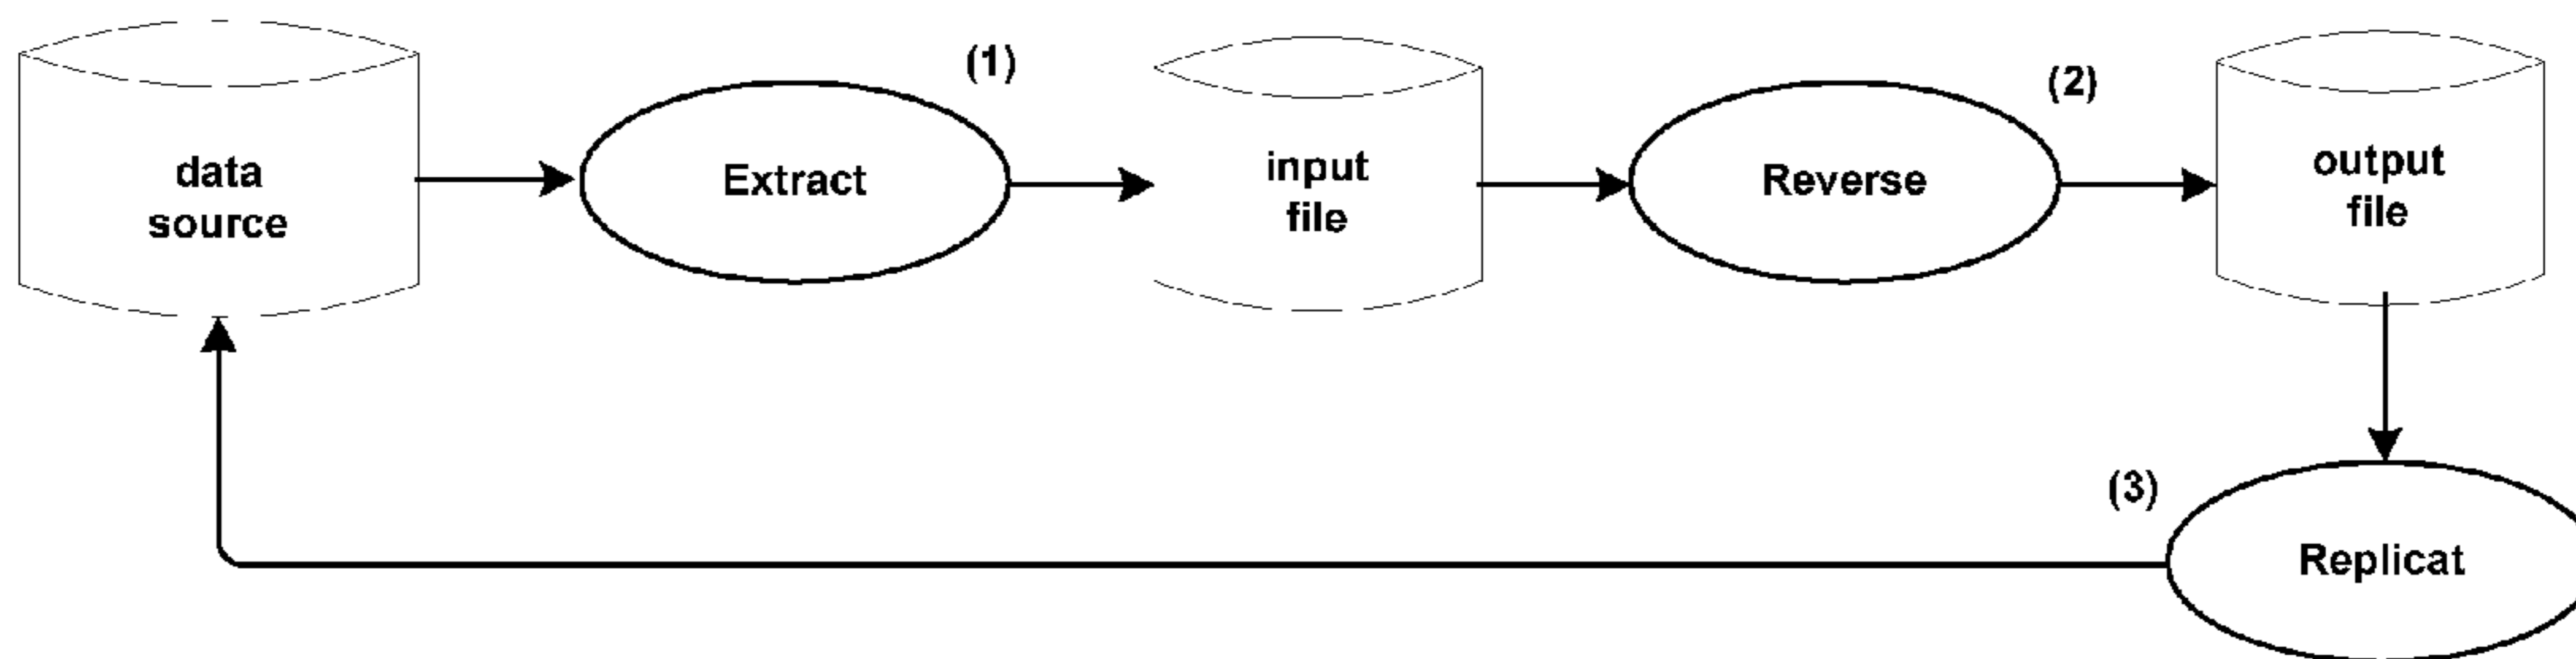 (1)
(2)
data
source
Extract
input
file
Reverse
output
file
(3)
Replicat